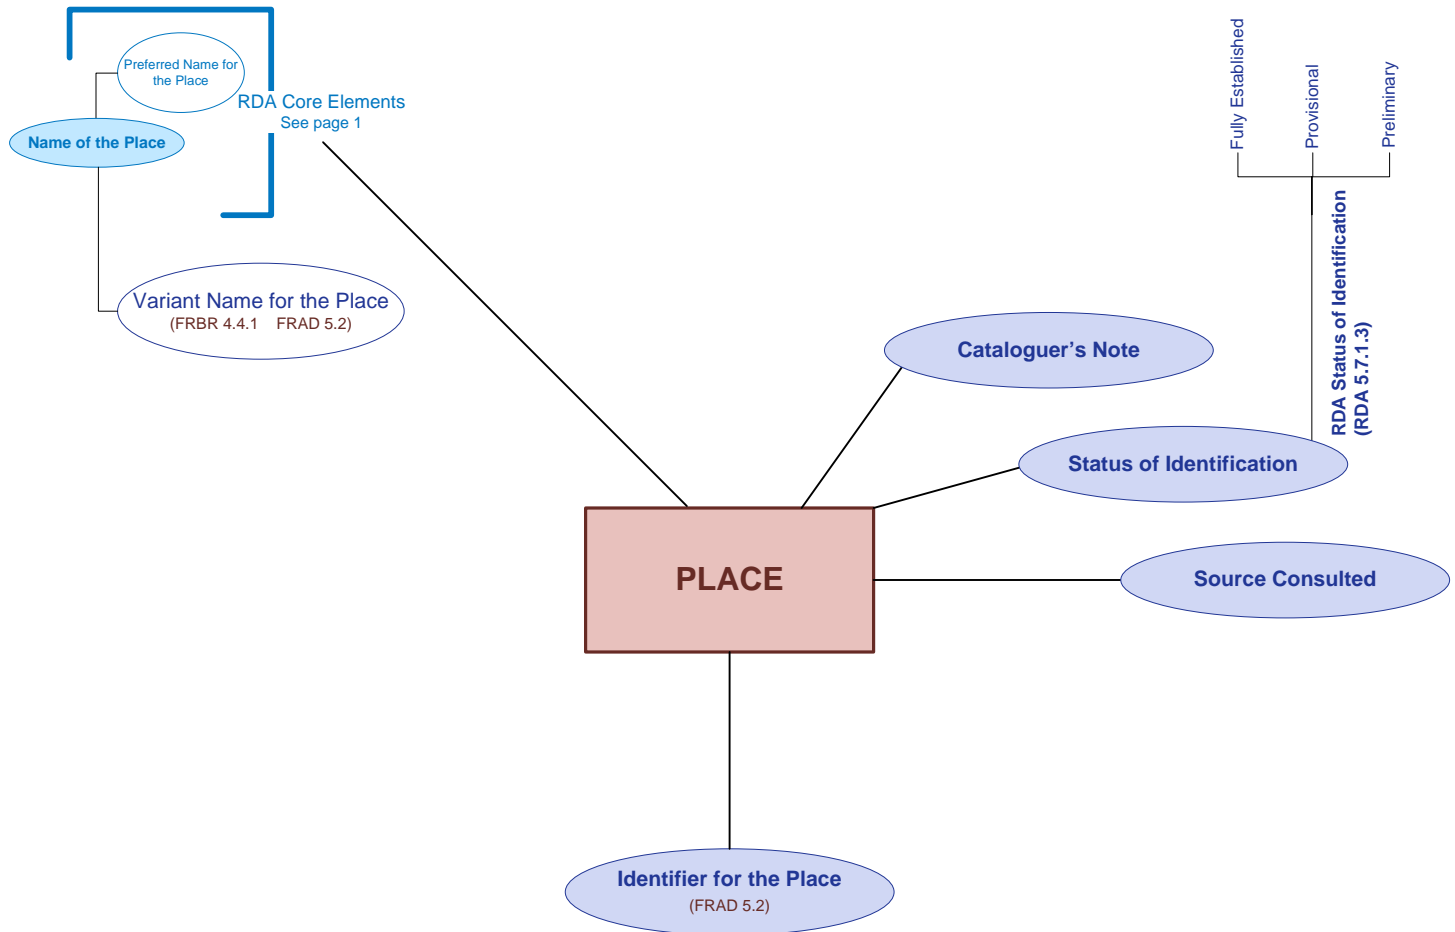 Preferred Name for
the Place
RDA Core Elements
See page 1
Name of the Place
Variant Name for the Place
(FRBR 4.4.1    FRAD 5.2)
Fully Established
Provisional
Preliminary
RDA Status of Identification
(RDA 5.7.1.3)
Cataloguer’s Note
Status of Identification
Source Consulted
PLACE
Identifier for the Place
(FRAD 5.2)